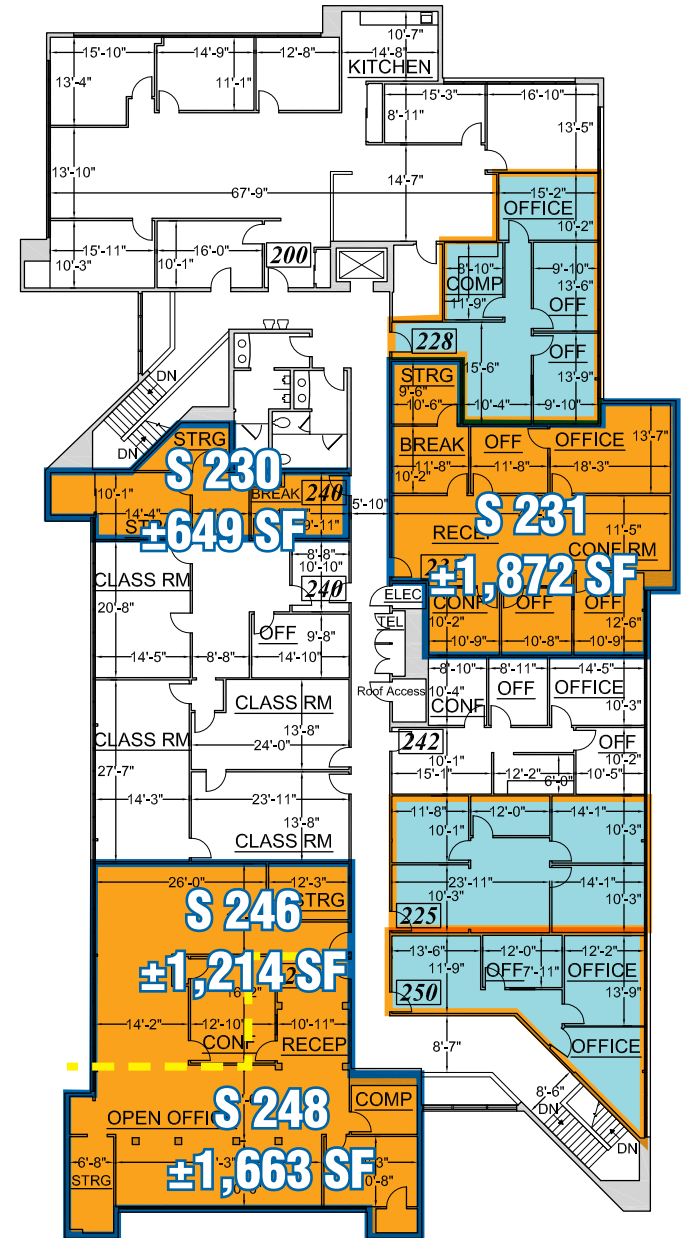 10'-7"
15'-10" 14'-9" 12'-8" 14'-8"
KITCHEN
13'-4" 11'-1"
15'-3" 16'-10"
8'-11"
13'-5"
13'-10"
14'-7"
67'-9"
15'-2"
OFFICE
10'-2"
15'-11" 16'-0" 200
10'-3" 10'-1"
8'-10" 9'-10"
COMP 13'-6"
11'-9" OFF
228
OFF
15'-6"
DN
STRG 13'-9"
9'-6"
10'-6" 10'-4" 9'-10"
13'-7"
STRG BREAK OFF OFFICE
DN
11'-8" 11'-8" 18'-3"
10'-2"
S 230
10'-1" BREAK 240
14'-4" 5'-10"
S 231
11'-5"
±649 SF
RECEP
CONF RM
8'-8"
10'-10"
±1,872 SF
CLASS RM
240 ELEC
CONF OFF OFF
20'-8"
TEL 10'-2" 12'-6"
OFF 9'-8"
10'-9" 10'-8" 10'-9"
14'-5" 8'-8" 14'-10"
8'-10" 8'-11" 14'-5"
Roof Access 10'-4" OFF OFFICE
CONF 10'-3"
CLASS RM
13'-8"
CLASS RM 242 OFF
24'-0" 10'-1" 10'-2"
27'-7" 15'-1" 12'-2" 6'-0" 10'-5"
14'-3" 23'-11"
11'-8" 12'-0" 14'-1"
13'-8" 10'-1" 10'-3"
CLASS RM
26'-0" 12'-3" 23'-11" 14'-1"
10'-3" 10'-3"
STRG
S 246
225
±1,214 SF
13'-6" 12'-0" 12'-2"
11'-9" OFF 7'-11" OFFICE
13'-9"
250
14'-2" 12'-10" 10'-11"
CONF RECEP
8'-7" OFFICE
8'-6"
COMP DN
OPEN OFFIC
S 248
DN
6'-8"
±1,663 SF
STRG